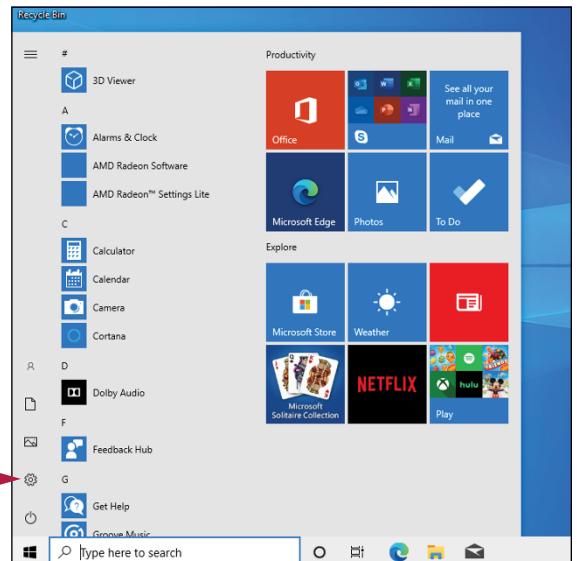 Recycle Bin
#
3D Viewer
A
Alarms & Clock
AMD Radeon Software
AMD Radeon™ Settings Lite
C
Calculator
Calendar
Camera
Cortana
D
Dolby Audio
F
Feedback Hub
G
Get Help
Groove Music
Productivity
Office
See all your
mail in one
place
Mail
Microsoft Edge
Photos
To Do
Explore
Microsoft Store
Weather
Microsoft
Solitaire Collection
NETFLIX
hulu
Play
Type here to search